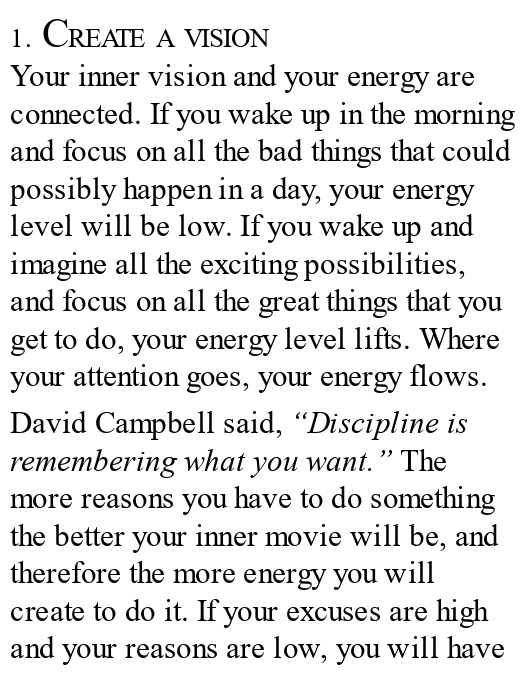 1. CREATE A VISION
Your inner vision and your energy are
connected. If you wake up in the morning
and focus on all the bad things that could
possibly happen in a day, your energy
level will be low. If you wake up and
imagine all the exciting possibilities,
and focus on all the great things that you
get to do, your energy level lifts. Where
your attention goes, your energy flows.
David Campbell said, “Discipline is
remembering what you want.” The
more reasons you have to do something
the better your inner movie will be, and
therefore the more energy you will
create to do it. If your excuses are high
and your reasons are low, you will have